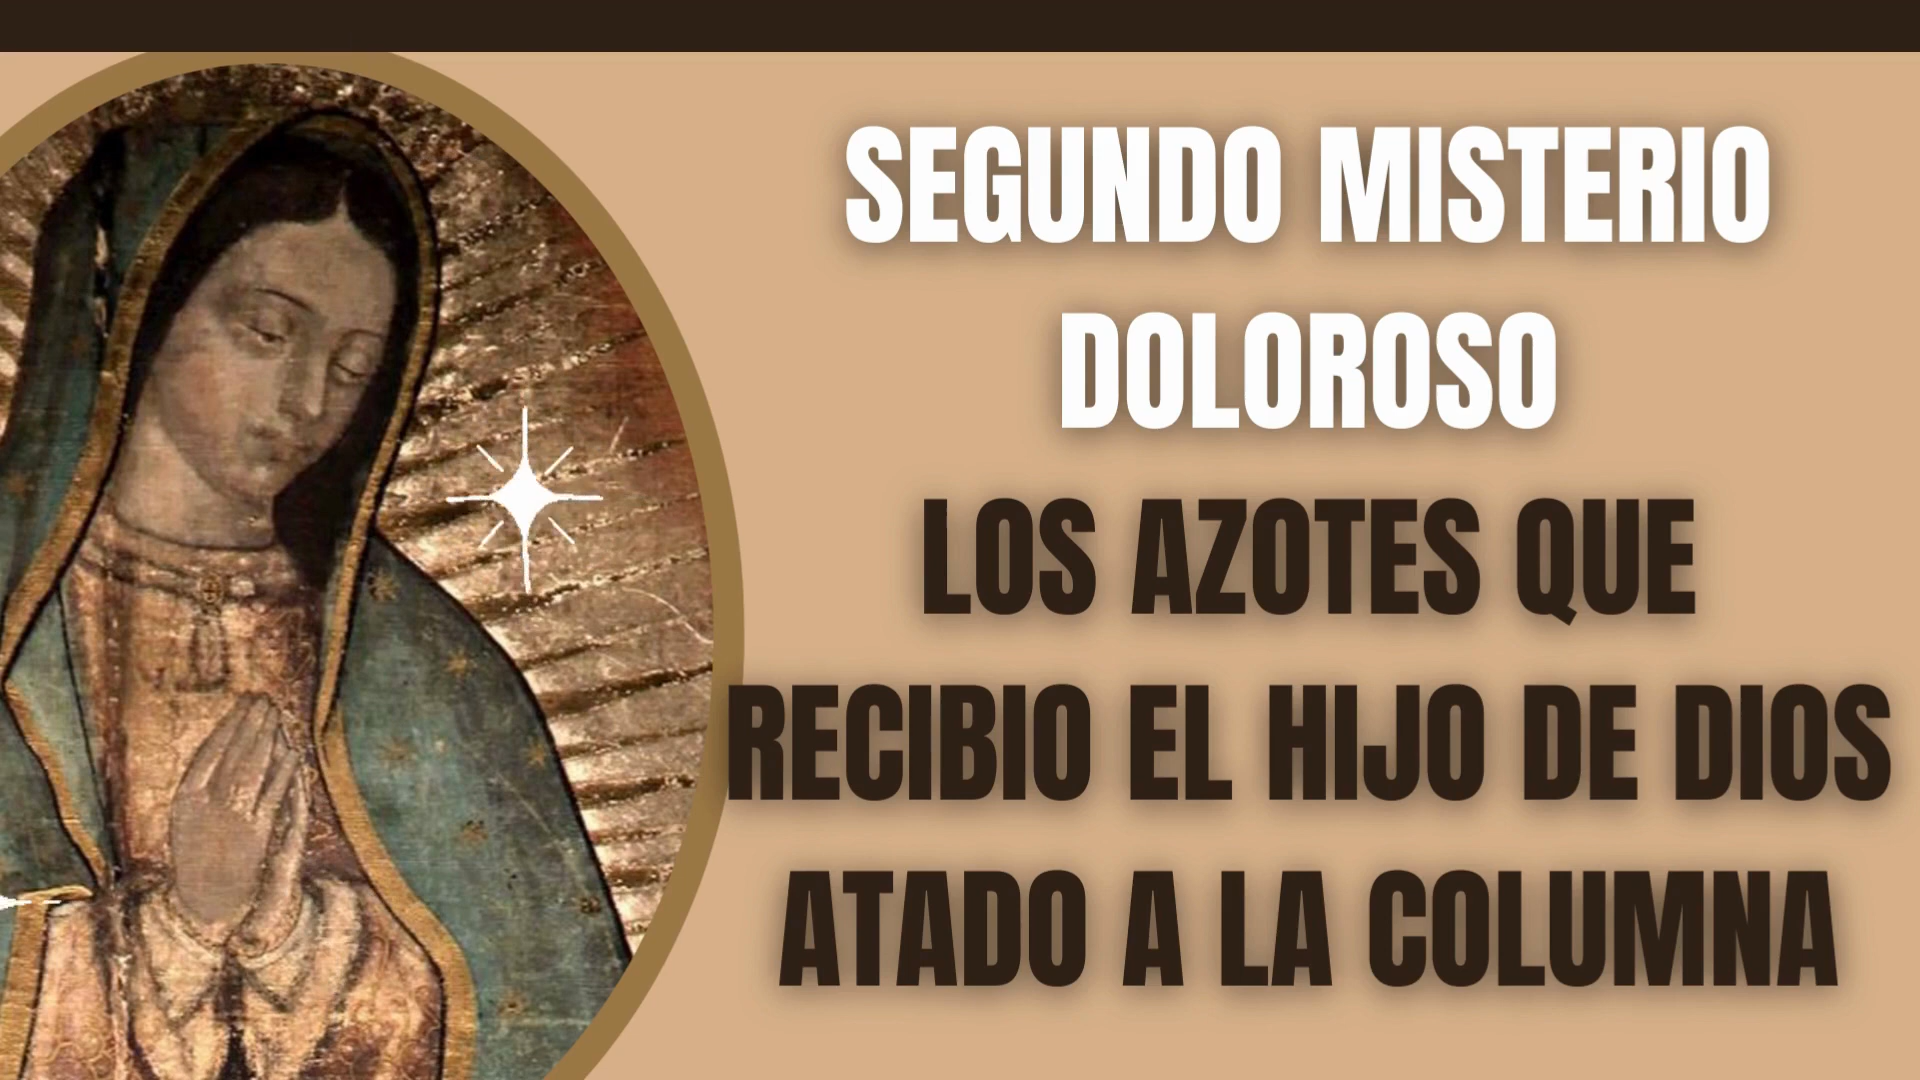 SEGUNDO MISTERIO
DOLOROSO
LOS AZOTES QUE
RECIBIO EL HIJO DE DIOS
ATADO A LA COLUMNA